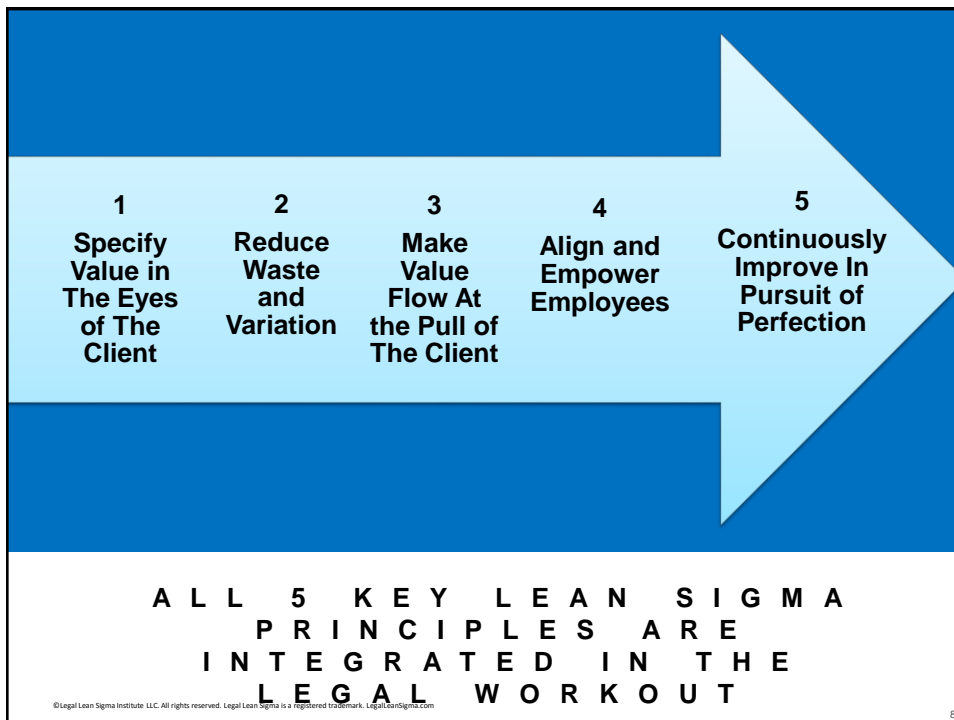 1
Specify
Value in
The Eyes
of The
Client
2
Reduce
Waste
and
Variation
3
Make
Value
Flow At
the Pull of
The Client
4
Align and
Empower
Employees
5
Continuously
Improve In
Pursuit of
Perfection
ALL 5 KEY LEAN SIGMA
PRINCIPLES ARE
INTEGRATED IN THE
LEGAL WORKOUT
©Legal Lean Sigma Institute LLC. All rights reserved. Legal Lean Sigma is a registered trademark. LegalLeanSigma.com
8